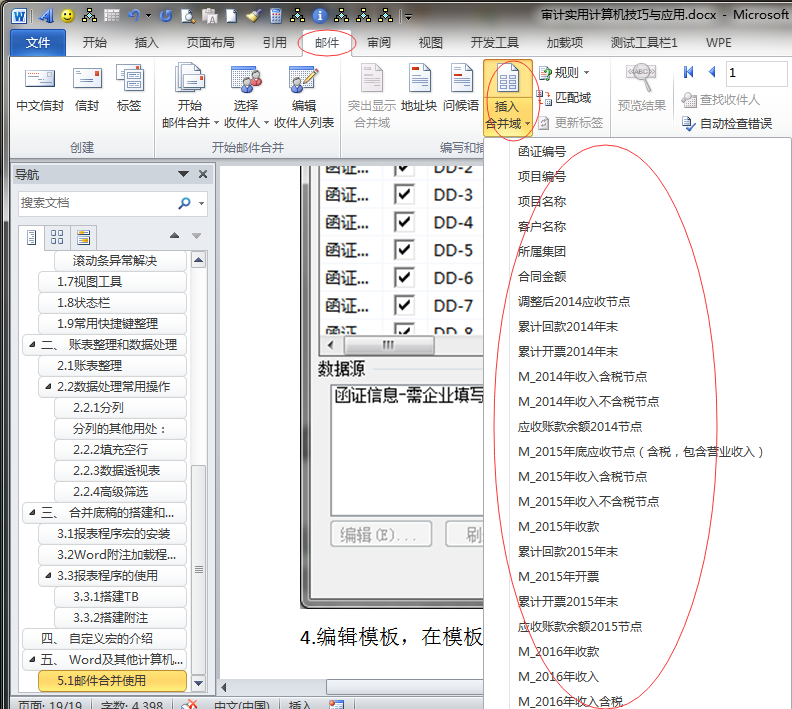 审计实用计算机技巧与应用.docx - Microsoft
文件 开始 插入 页面布局 引用 邮件 审阅 视图 开发工具 加载项 测试工具栏1 WPE
中文信封 信封 标签
创建
开始
邮件合并
选择
收件人
编辑
收件人列表
开始邮件合并
突出显示
合并域
地址块 问候语
插入
合并域
规则
匹配域
更新标签
编写和插
预览结果
1
查找收件人
自动检查错误
导航
搜索文档
滚动条异常解决
1.7视图工具
1.8状态栏
1.9常用快捷键整理
二、 账表整理和数据处理
2.1账表整理
2.2数据处理常用操作
2.2.1分列
分列的其他用处：
2.2.2填充空行
2.2.3数据透视表
2.2.4高级筛选
三、 合并底稿的搭建和...
3.1报表程序宏的安装
3.2Word附注加载程...
3.3报表程序的使用
3.3.1搭建TB
3.3.2搭建附注
四、 自定义宏的介绍
五、 Word及其他计算机...
5.1邮件合并使用
函证... DD-2
函证... DD-3
函证... DD-4
函证... DD-5
函证... DD-6
函证... DD-7
函证... DD-8
数据源
函证信息-需企业填写
编辑(E)... 刷
4.编辑模板，在模板
函证编号
项目编号
项目名称
客户名称
所属集团
合同金额
调整后2014应收节点
累计回款2014年末
累计开票2014年末
M_2014年收入含税节点
M_2014年收入不含税节点
应收账款余额2014节点
M_2015年底应收节点（含税，包含营业收入）
M_2015年收入含税节点
M_2015年收入不含税节点
M_2015年收款
累计回款2015年末
M_2015年开票
累计开票2015年末
应收账款余额2015节点
M_2016年收款
M_2016年收入
M_2016年收入含税
页面: 19/19 字数: 4,398 中文(中国) 插入